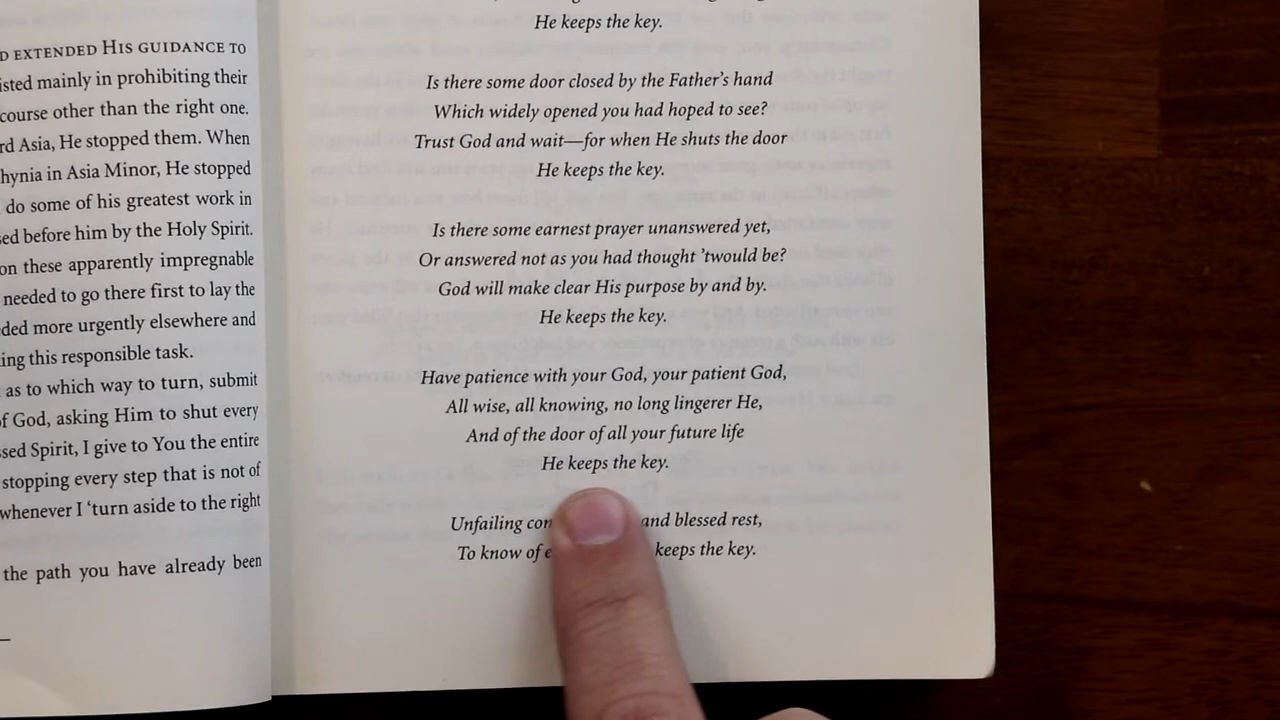 D EXTENDED HIS GUIDANCE TO
isted mainly in prohibiting their
course other than the right one.
rd Asia, He stopped them. When
hynia in Asia Minor, He stopped
do some of his greatest work in
sed before him by the Holy Spirit.
on these apparently impregnable
needed to go there first to lay the
ded more urgently elsewhere and
ing this responsible task.
as to which way to turn, submit
of God, asking Him to shut every
ssed Spirit, I give to You the entire
stopping every step that is not of
whenever I ‘turn aside to the right
the path you have already been
He keeps the key.
Is there some door closed by the Father’s hand
Which widely opened you had hoped to see?
Trust God and wait—for when He shuts the door
He keeps the key.
Is there some earnest prayer unanswered yet,
Or answered not as you had thought ’twould be?
God will make clear His purpose by and by.
He keeps the key.
Have patience with your God, your patient God,
All wise, all knowing, no long lingerer He,
And of the door of all your future life
He keeps the key.
Unfailing and blessed rest,
To know of keeps the key.